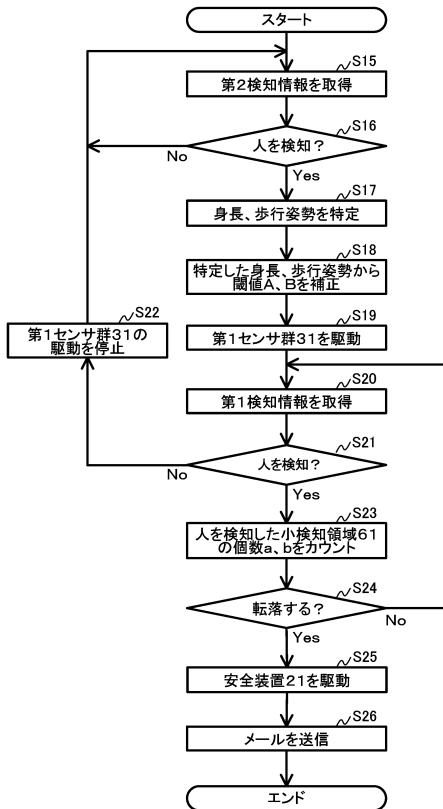 スタート
S15
第2検知情報を取得
S16
人を検知？
No
Yes
S17
身長、歩行姿勢を特定
S18
特定した身長、歩行姿勢から
閾値A、Bを補正
S19
第1センサ群31を駆動
S22
第1センサ群31の
駆動を停止
S20
第1検知情報を取得
S21
人を検知？
No
Yes
S23
人を検知した小検知領域61
の個数a、bをカウント
S24
転落する？
No
Yes
S25
安全装置21を駆動
S26
メールを送信
エンド